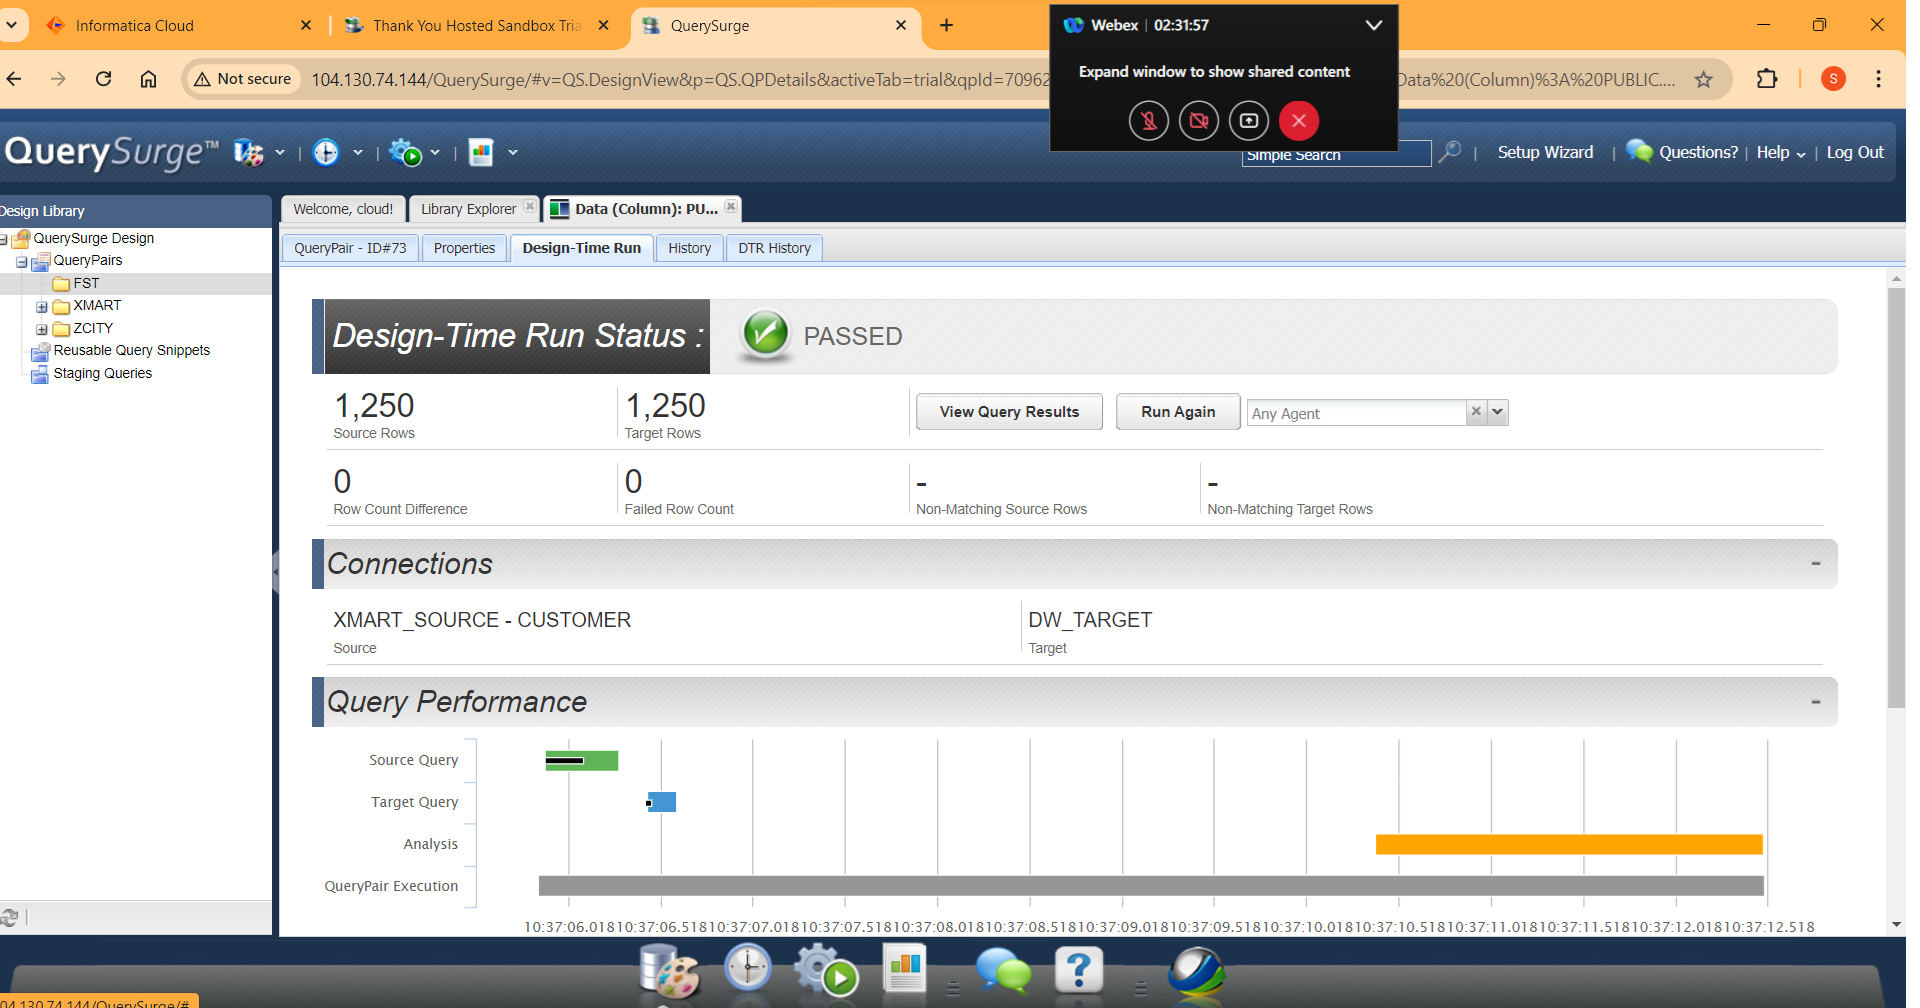 Informatica Cloud
Thank You Hosted Sandbox Tria
QuerySurge
Webex | 02:31:57
Expand window to show shared content
Not secure
104.130.74.144/QuerySurge/#v=QS.DesignView&p=QS.QPDetails&activeTab=trial&qpId=70962
Data%20(Column)%3A%20PUBLIC....
S
QuerySurge™
Simple Search
Setup Wizard
Questions?
Help
Log Out
Design Library
Welcome, cloud!
Library Explorer
Data (Column): PU...
QuerySurge Design
QueryPairs
FST
XMART
ZCITY
Reusable Query Snippets
Staging Queries
QueryPair - ID#73
Properties
Design-Time Run
History
DTR History
Design-Time Run Status :
PASSED
1,250
Source Rows
1,250
Target Rows
View Query Results
Run Again
Any Agent
0
Row Count Difference
0
Failed Row Count
-
Non-Matching Source Rows
-
Non-Matching Target Rows
Connections
-
XMART_SOURCE - CUSTOMER
Source
DW_TARGET
Target
Query Performance
-
Source Query
Target Query
Analysis
QueryPair Execution
10:37:06.018 10:37:06.518 10:37:07.018 10:37:07.518 10:37:08.018 10:37:08.518 10:37:09.018 10:37:09.518 10:37:10.018 10:37:10.518 10:37:11.018 10:37:11.518 10:37:12.018 10:37:12.518
?
04.130.74.144/QuerySurge/#